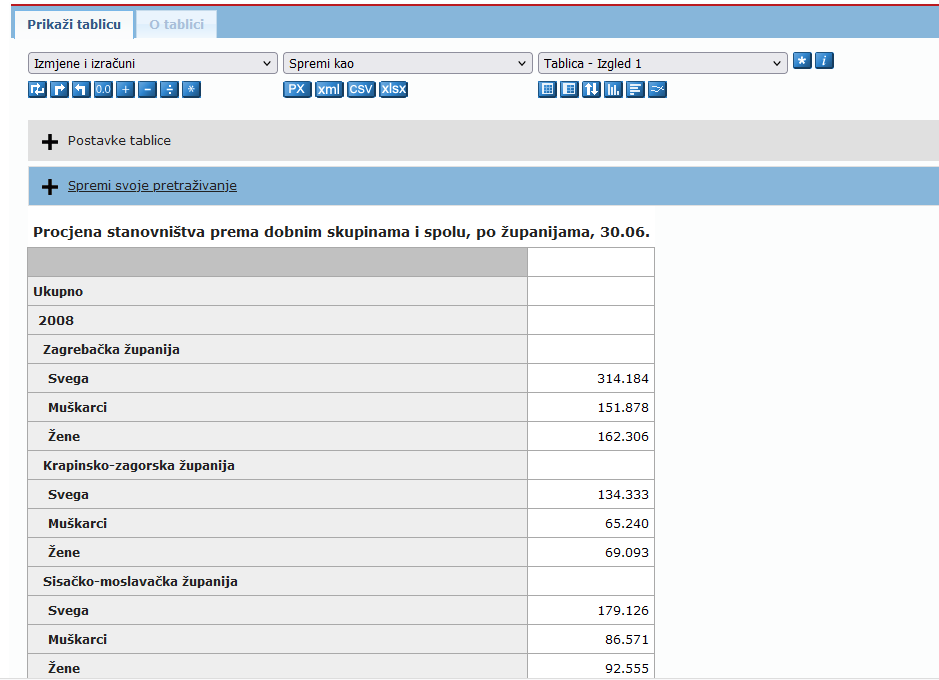 Prikaži tablicu O tablici
Izmjene i izračuni Spremi kao Tablica - Izgled 1 * i
0.0 + − ÷ * PX xml CSV xlsx
Postavke tablice
Spremi svoje pretraživanje
Procjena stanovništva prema dobnim skupinama i spolu, po županijama, 30.06.
Ukupno
2008
Zagrebačka županija
Svega 314.184
Muškarci 151.878
Žene 162.306
Krapinsko-zagorska županija
Svega 134.333
Muškarci 65.240
Žene 69.093
Sisačko-moslavačka županija
Svega 179.126
Muškarci 86.571
Žene 92.555